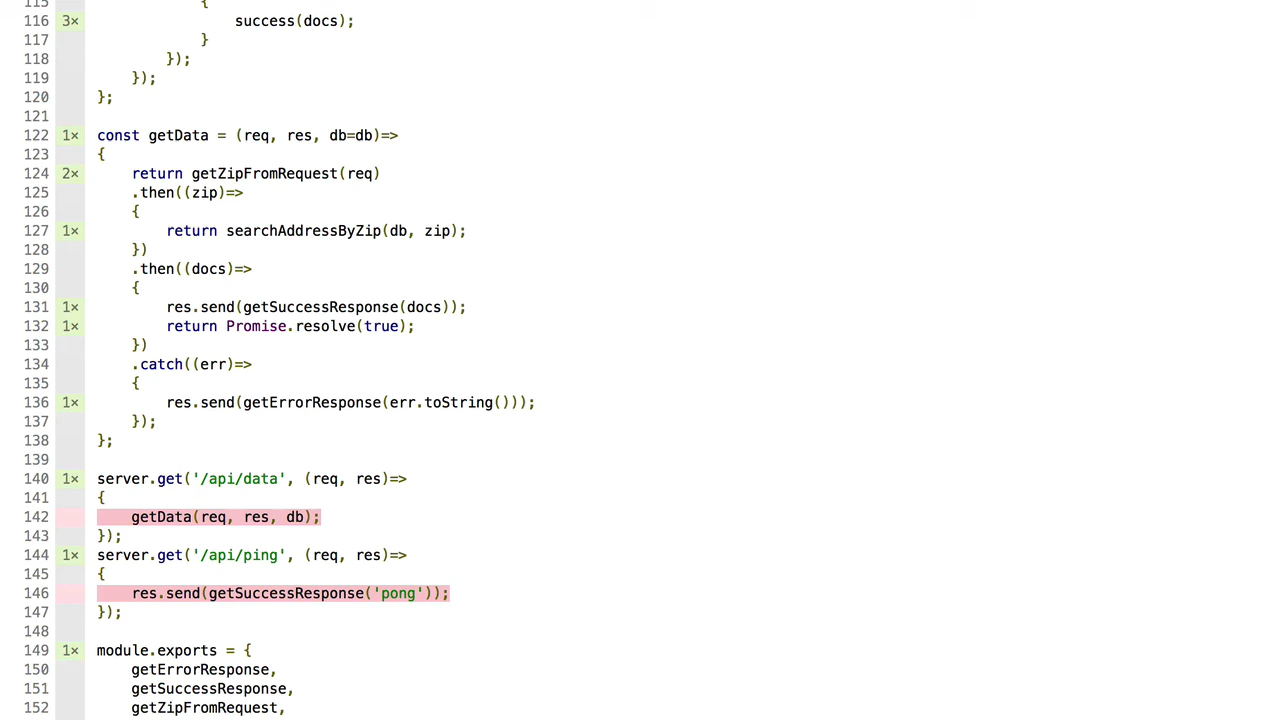 115 {
116 3× success(docs);
117 }
118 });
119 });
120 };
121
122 1× const getData = (req, res, db=db)=>
123 {
124 2× return getZipFromRequest(req)
125 .then((zip)=>
126 {
127 1× return searchAddressByZip(db, zip);
128 })
129 .then((docs)=>
130 {
131 1× res.send(getSuccessResponse(docs));
132 1× return Promise.resolve(true);
133 })
134 .catch((err)=>
135 {
136 1× res.send(getErrorResponse(err.toString()));
137 });
138 };
139
140 1× server.get('/api/data', (req, res)=>
141 {
142 getData(req, res, db);
143 });
144 1× server.get('/api/ping', (req, res)=>
145 {
146 res.send(getSuccessResponse('pong'));
147 });
148
149 1× module.exports = {
150 getErrorResponse,
151 getSuccessResponse,
152 getZipFromRequest,